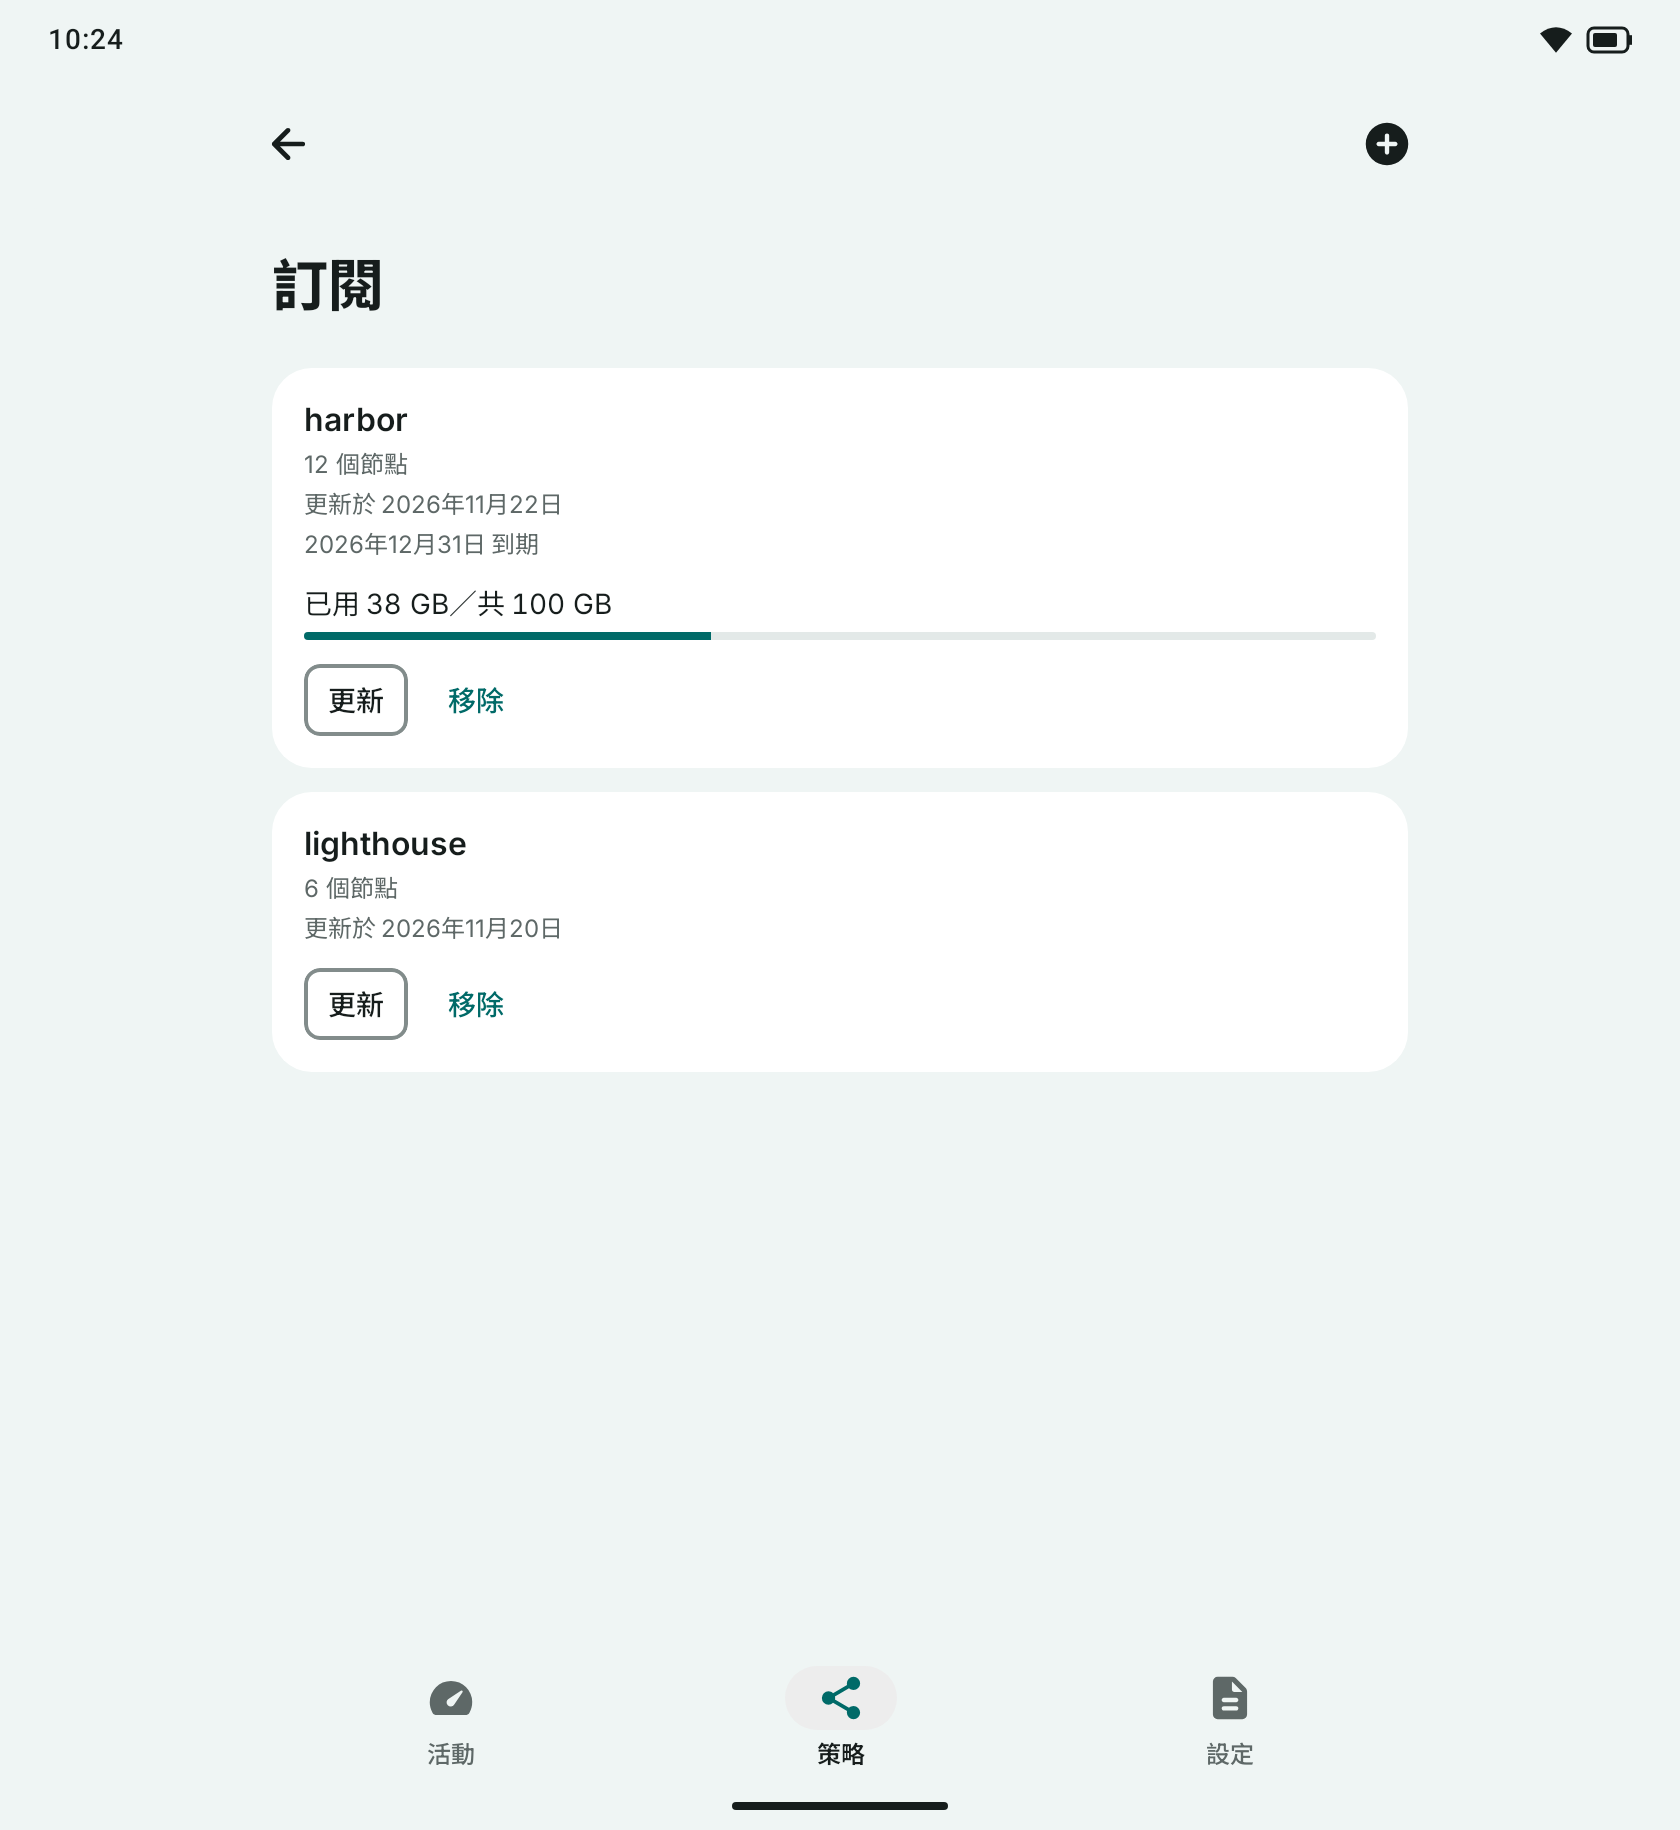 10:24
訂閱
harbor
12 個節點
更新於 2026年11月22日
2026年12月31日 到期
已用 38 GB／共 100 GB
更新
移除
lighthouse
6 個節點
更新於 2026年11月20日
更新
移除
活動
策略
設定